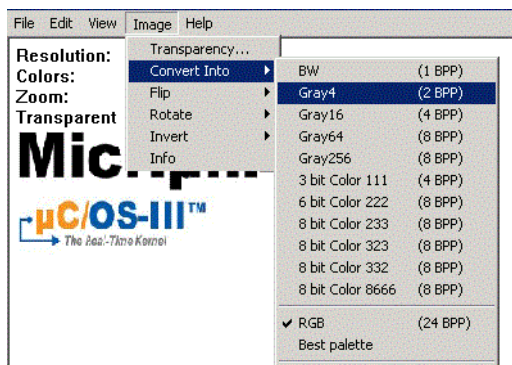 File Edit View Image Help
Resolution:
Colors:
Zoom:
Transparent
Transparency...
Convert Into
Flip
Rotate
Invert
Info
BW (1 BPP)
Gray4 (2 BPP)
Gray16 (4 BPP)
Gray64 (8 BPP)
Gray256 (8 BPP)
3 bit Color 111 (4 BPP)
6 bit Color 222 (8 BPP)
8 bit Color 233 (8 BPP)
8 bit Color 323 (8 BPP)
8 bit Color 332 (8 BPP)
8 bit Color 8666 (8 BPP)
✔ RGB (24 BPP)
Best palette
µC/OS-III™
The Real-Time Kernel